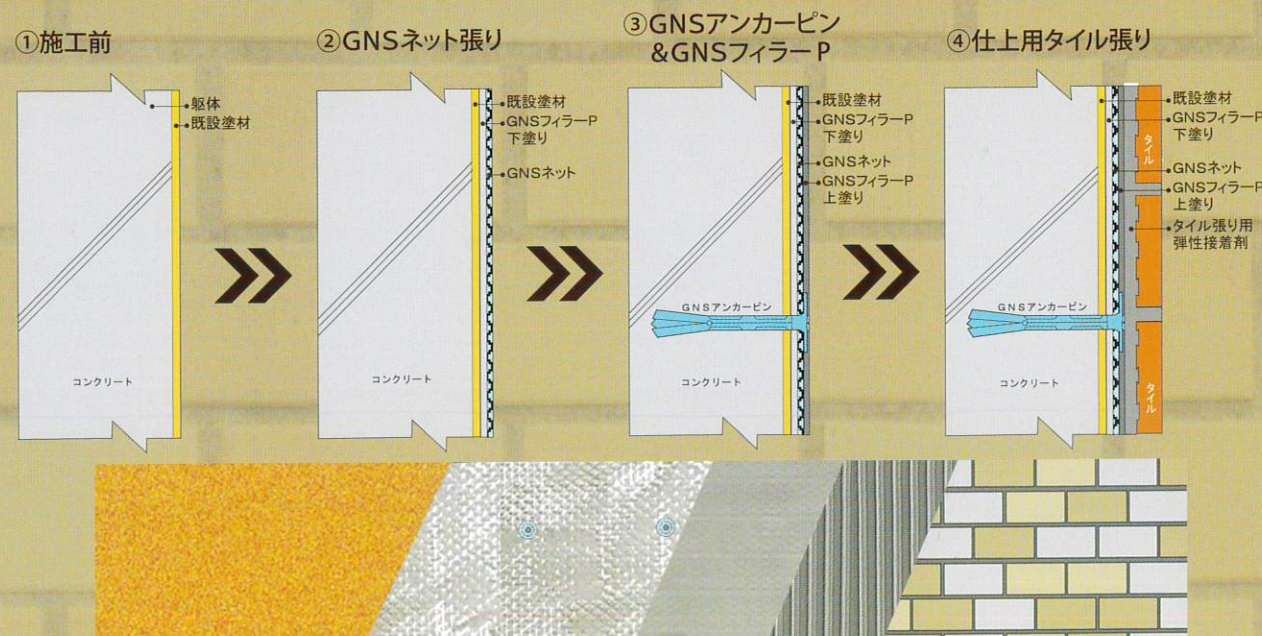 ①施工前
躯体
既設塗材
コンクリート
②GNSネット張り
既設塗材
GNSフィラーP
下塗り
GNSネット
コンクリート
③GNSアンカーピン
&GNSフィラーP
既設塗材
GNSフィラーP
下塗り
GNSネット
GNSフィラーP
上塗り
GNSアンカーピン
コンクリート
④仕上用タイル張り
既設塗材
GNSフィラーP
下塗り
GNSネット
GNSフィラーP
上塗り
タイル張り用
弾性接着剤
タイル
GNSアンカーピン
コンクリート
タイル